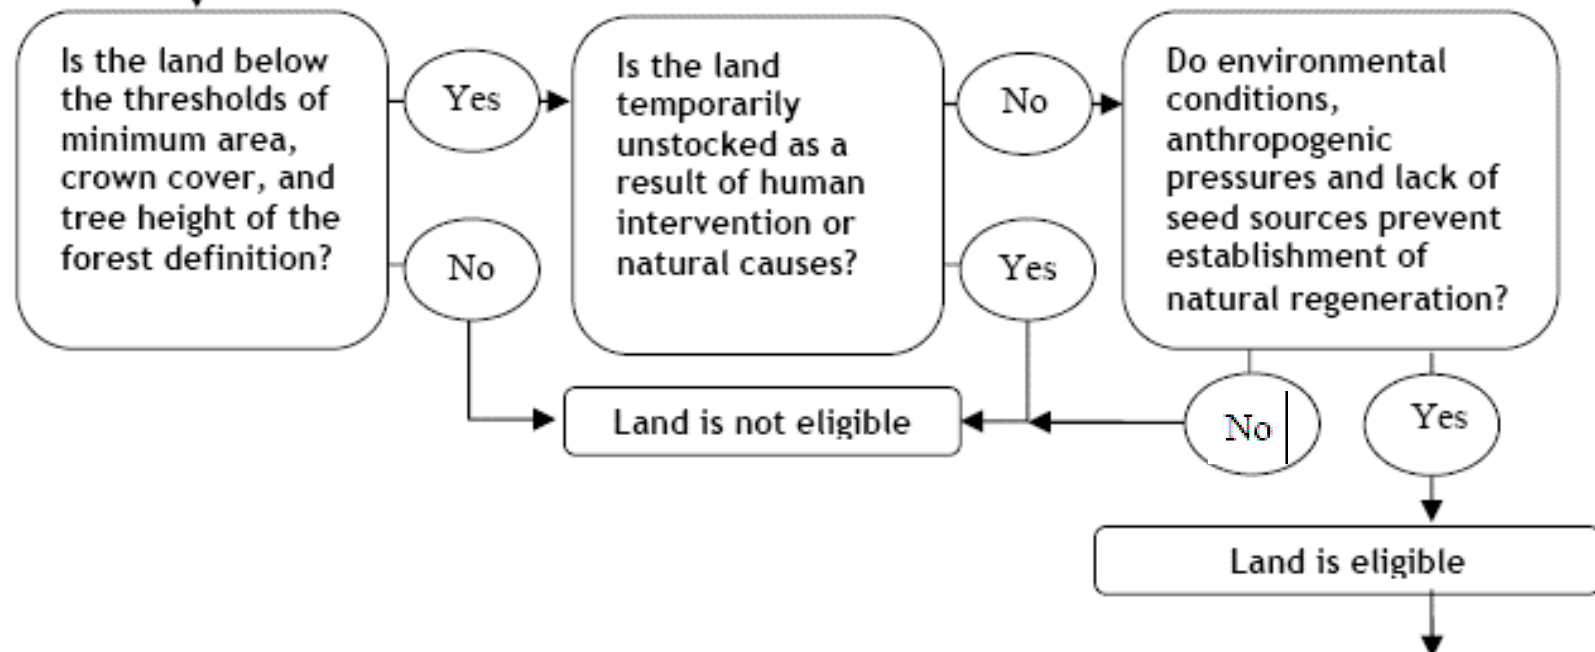 Is the land below
the thresholds of
minimum area,
crown cover, and
tree height of the
forest definition?
Yes
No
Is the land
temporarily
unstocked as a
result of human
intervention or
natural causes?
No
Yes
Do environmental
conditions,
anthropogenic
pressures and lack of
seed sources prevent
establishment of
natural regeneration?
No
Yes
Land is not eligible
Land is eligible